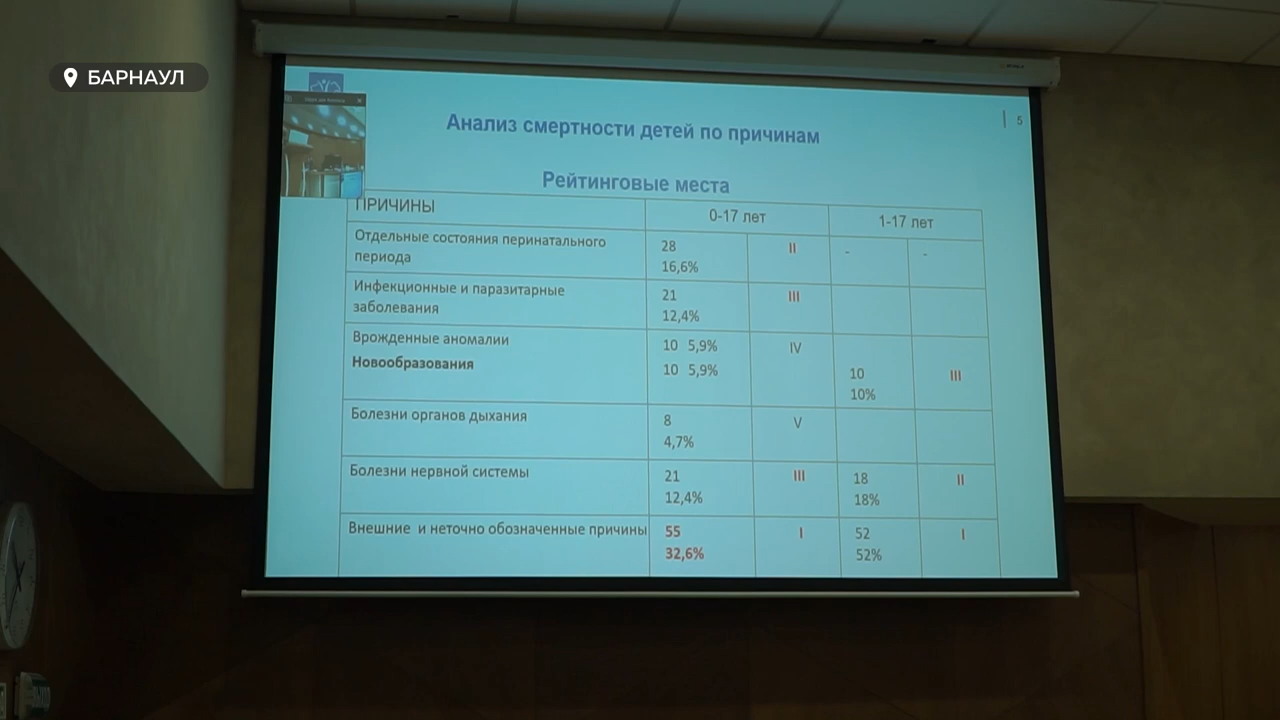 БАРНАУЛ
5
Анализ смертности детей по причинам
Рейтинговые места
ПРИЧИНЫ 0-17 лет 1-17 лет
Отдельные состояния перинатального 28 II - -
периода 16,6%
Инфекционные и паразитарные 21 III
заболевания 12,4%
Врожденные аномалии 10 5,9% IV
Новообразования 10 5,9% 10 III
10%
Болезни органов дыхания 8 V
4,7%
Болезни нервной системы 21 III 18 II
12,4% 18%
Внешние и неточно обозначенные причины 55 I 52 I
32,6% 52%